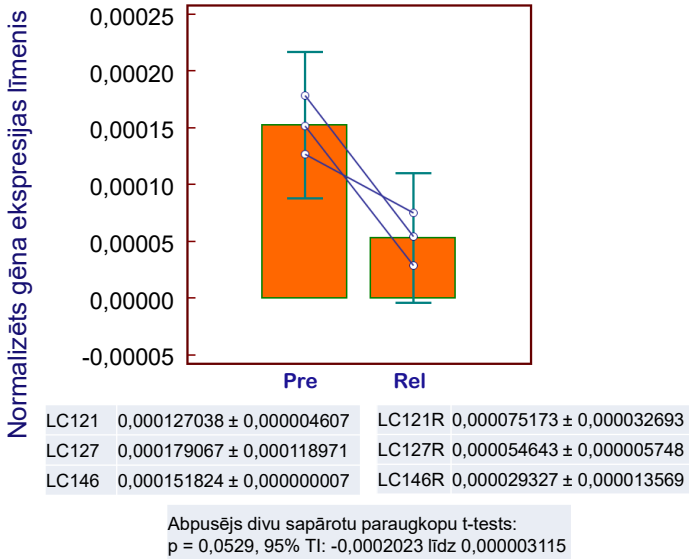 Normalizēts gēna ekspresijas līmenis
0,00025
0,00020
0,00015
0,00010
0,00005
0,00000
-0,00005
Pre Rel
LC121 0,000127038 ± 0,000004607 LC121R 0,000075173 ± 0,000032693
LC127 0,000179067 ± 0,000118971 LC127R 0,000054643 ± 0,000005748
LC146 0,000151824 ± 0,000000007 LC146R 0,000029327 ± 0,000013569
Abpusējs divu sapārotu paraugkopu t-tests:
p = 0,0529, 95% TI: -0,0002023 līdz 0,000003115